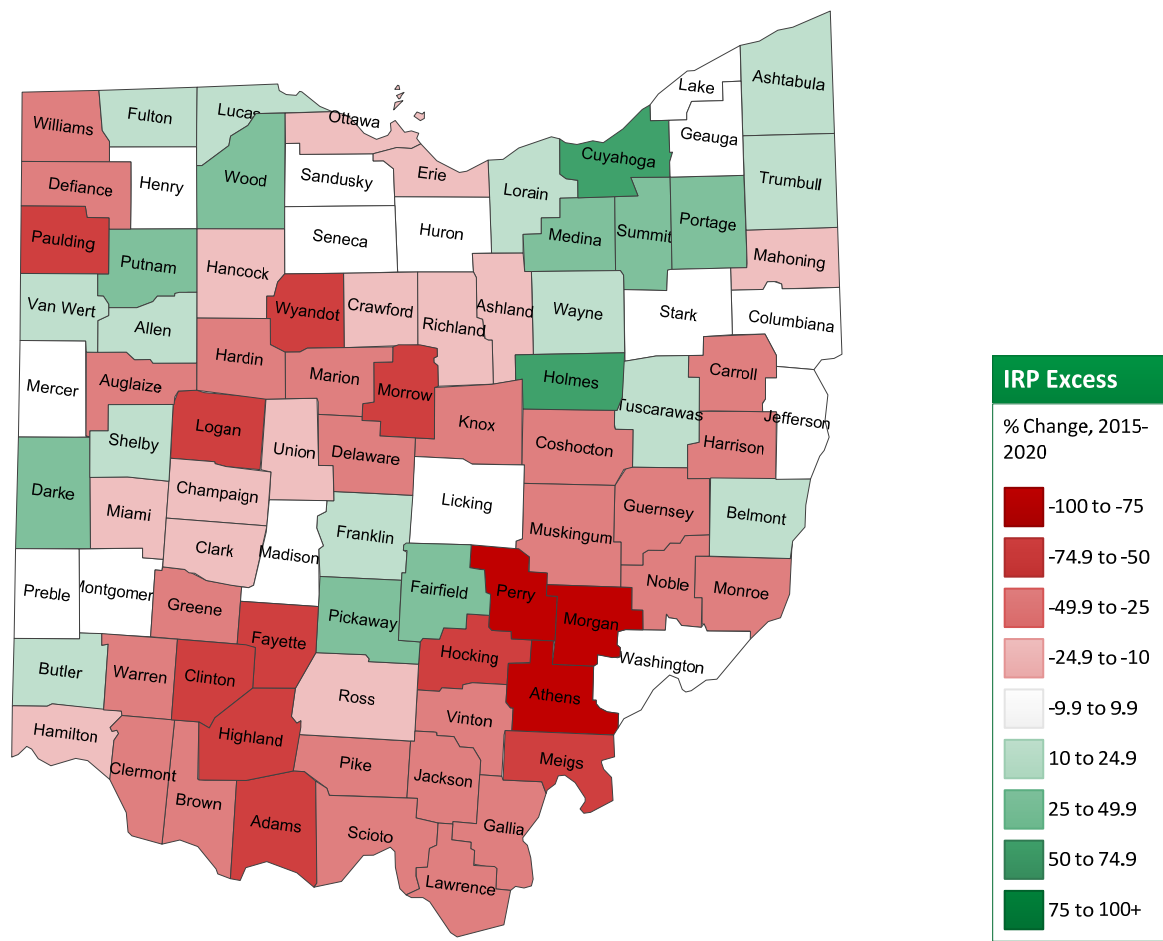 Lake
Ashtabula
Lucas
Fulton
Ottawa
Williams
Geauga
Cuyahoga
Erie
Sandusky
Wood
Trumbull
Henry
Defiance
Lorain
Portage
Huron
Summit
Medina
Seneca
Paulding
Mahoning
Putnam
Hancock
Ashland
Van Wert
Wyandot
Crawford
Wayne
Stark
Columbiana
Richland
Allen
Hardin
Carroll
Marion
Holmes
Auglaize
Mercer
Morrow
Tuscarawas
Jefferson
Knox
Logan
Shelby
Harrison
Coshocton
Union
Delaware
Darke
Champaign
Licking
Guernsey
Miami
Belmont
Muskingum
Franklin
Clark
Madison
Noble
Montgomery
Preble
Fairfield
Perry
Monroe
Greene
Pickaway
Morgan
Fayette
Hocking
Washington
Butler
Warren
Clinton
Ross
Athens
Vinton
Hamilton
Highland
Meigs
Pike
Clermont
Jackson
Brown
Adams
Gallia
Scioto
Lawrence
IRP Excess
% Change, 2015-
2020
-100 to -75
-74.9 to -50
-49.9 to -25
-24.9 to -10
-9.9 to 9.9
10 to 24.9
25 to 49.9
50 to 74.9
75 to 100+